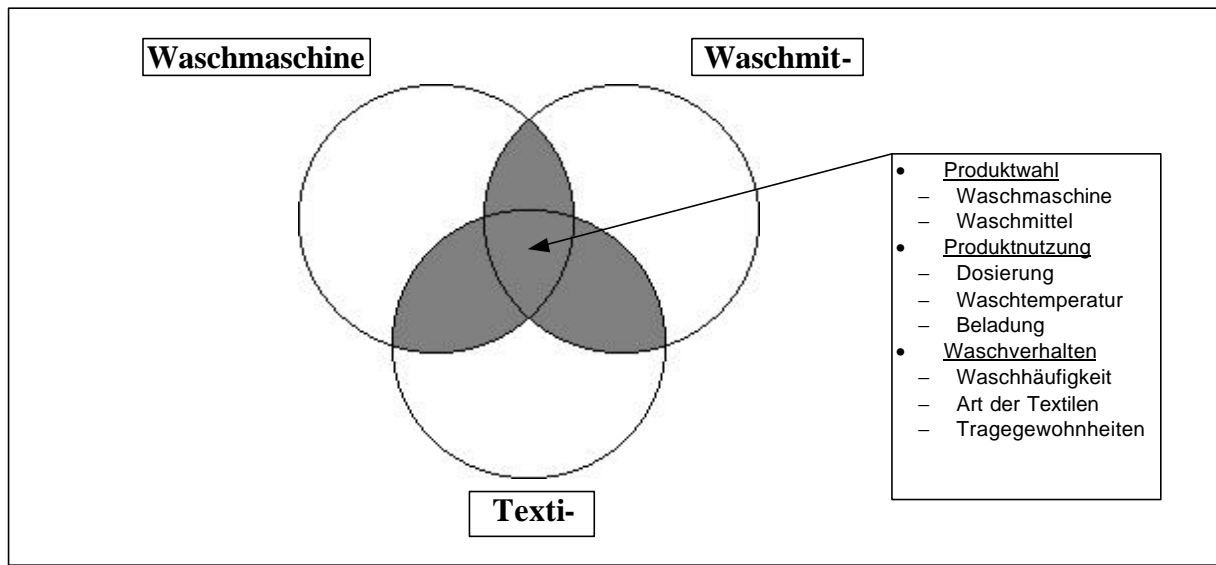 Waschmaschine
Waschmit-
• Produktwahl
– Waschmaschine
– Waschmittel
• Produktnutzung
– Dosierung
– Waschtemperatur
– Beladung
• Waschverhalten
– Waschhäufigkeit
– Art der Textilen
– Tragegewohnheiten
Texti-